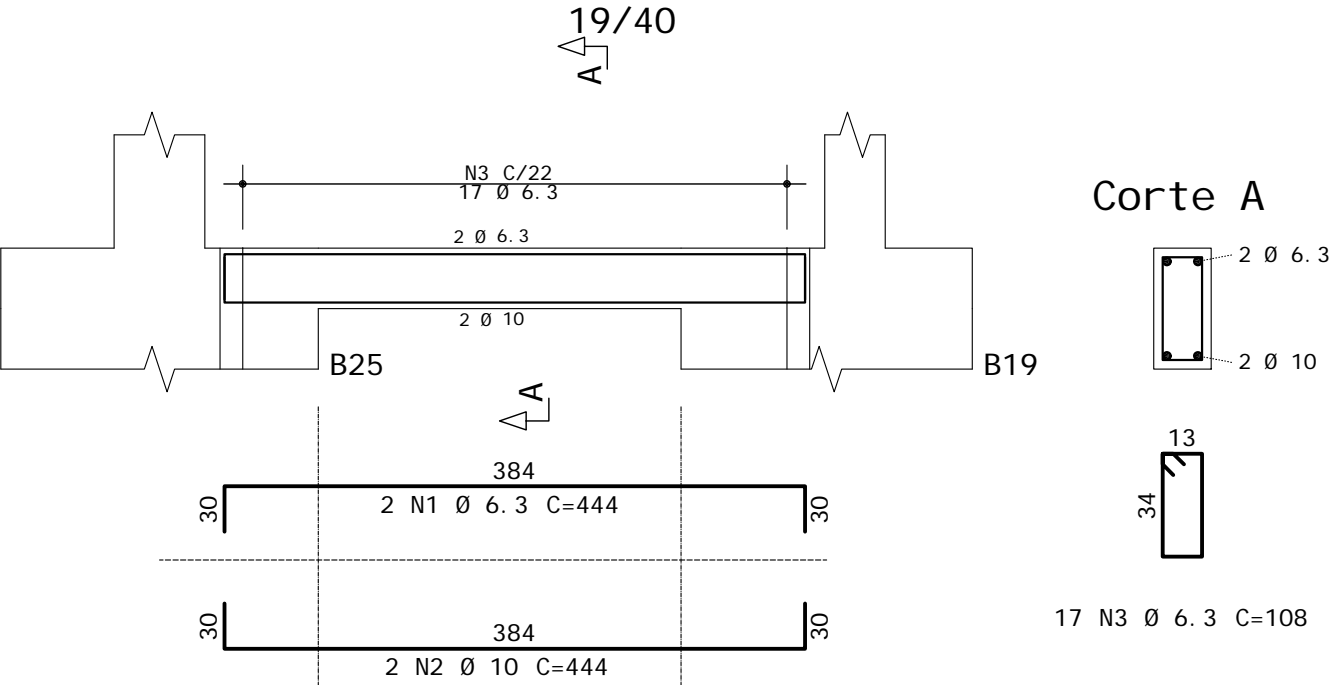 19/40
A
N3 C/22
17 Ø 6.3
2 Ø 6.3
2 Ø 10
B25
B19
A
Corte A
2 Ø 6.3
2 Ø 10
384
30
2 N1 Ø 6.3 C=444
30
30
384
30
2 N2 Ø 10 C=444
13
34
17 N3 Ø 6.3 C=108